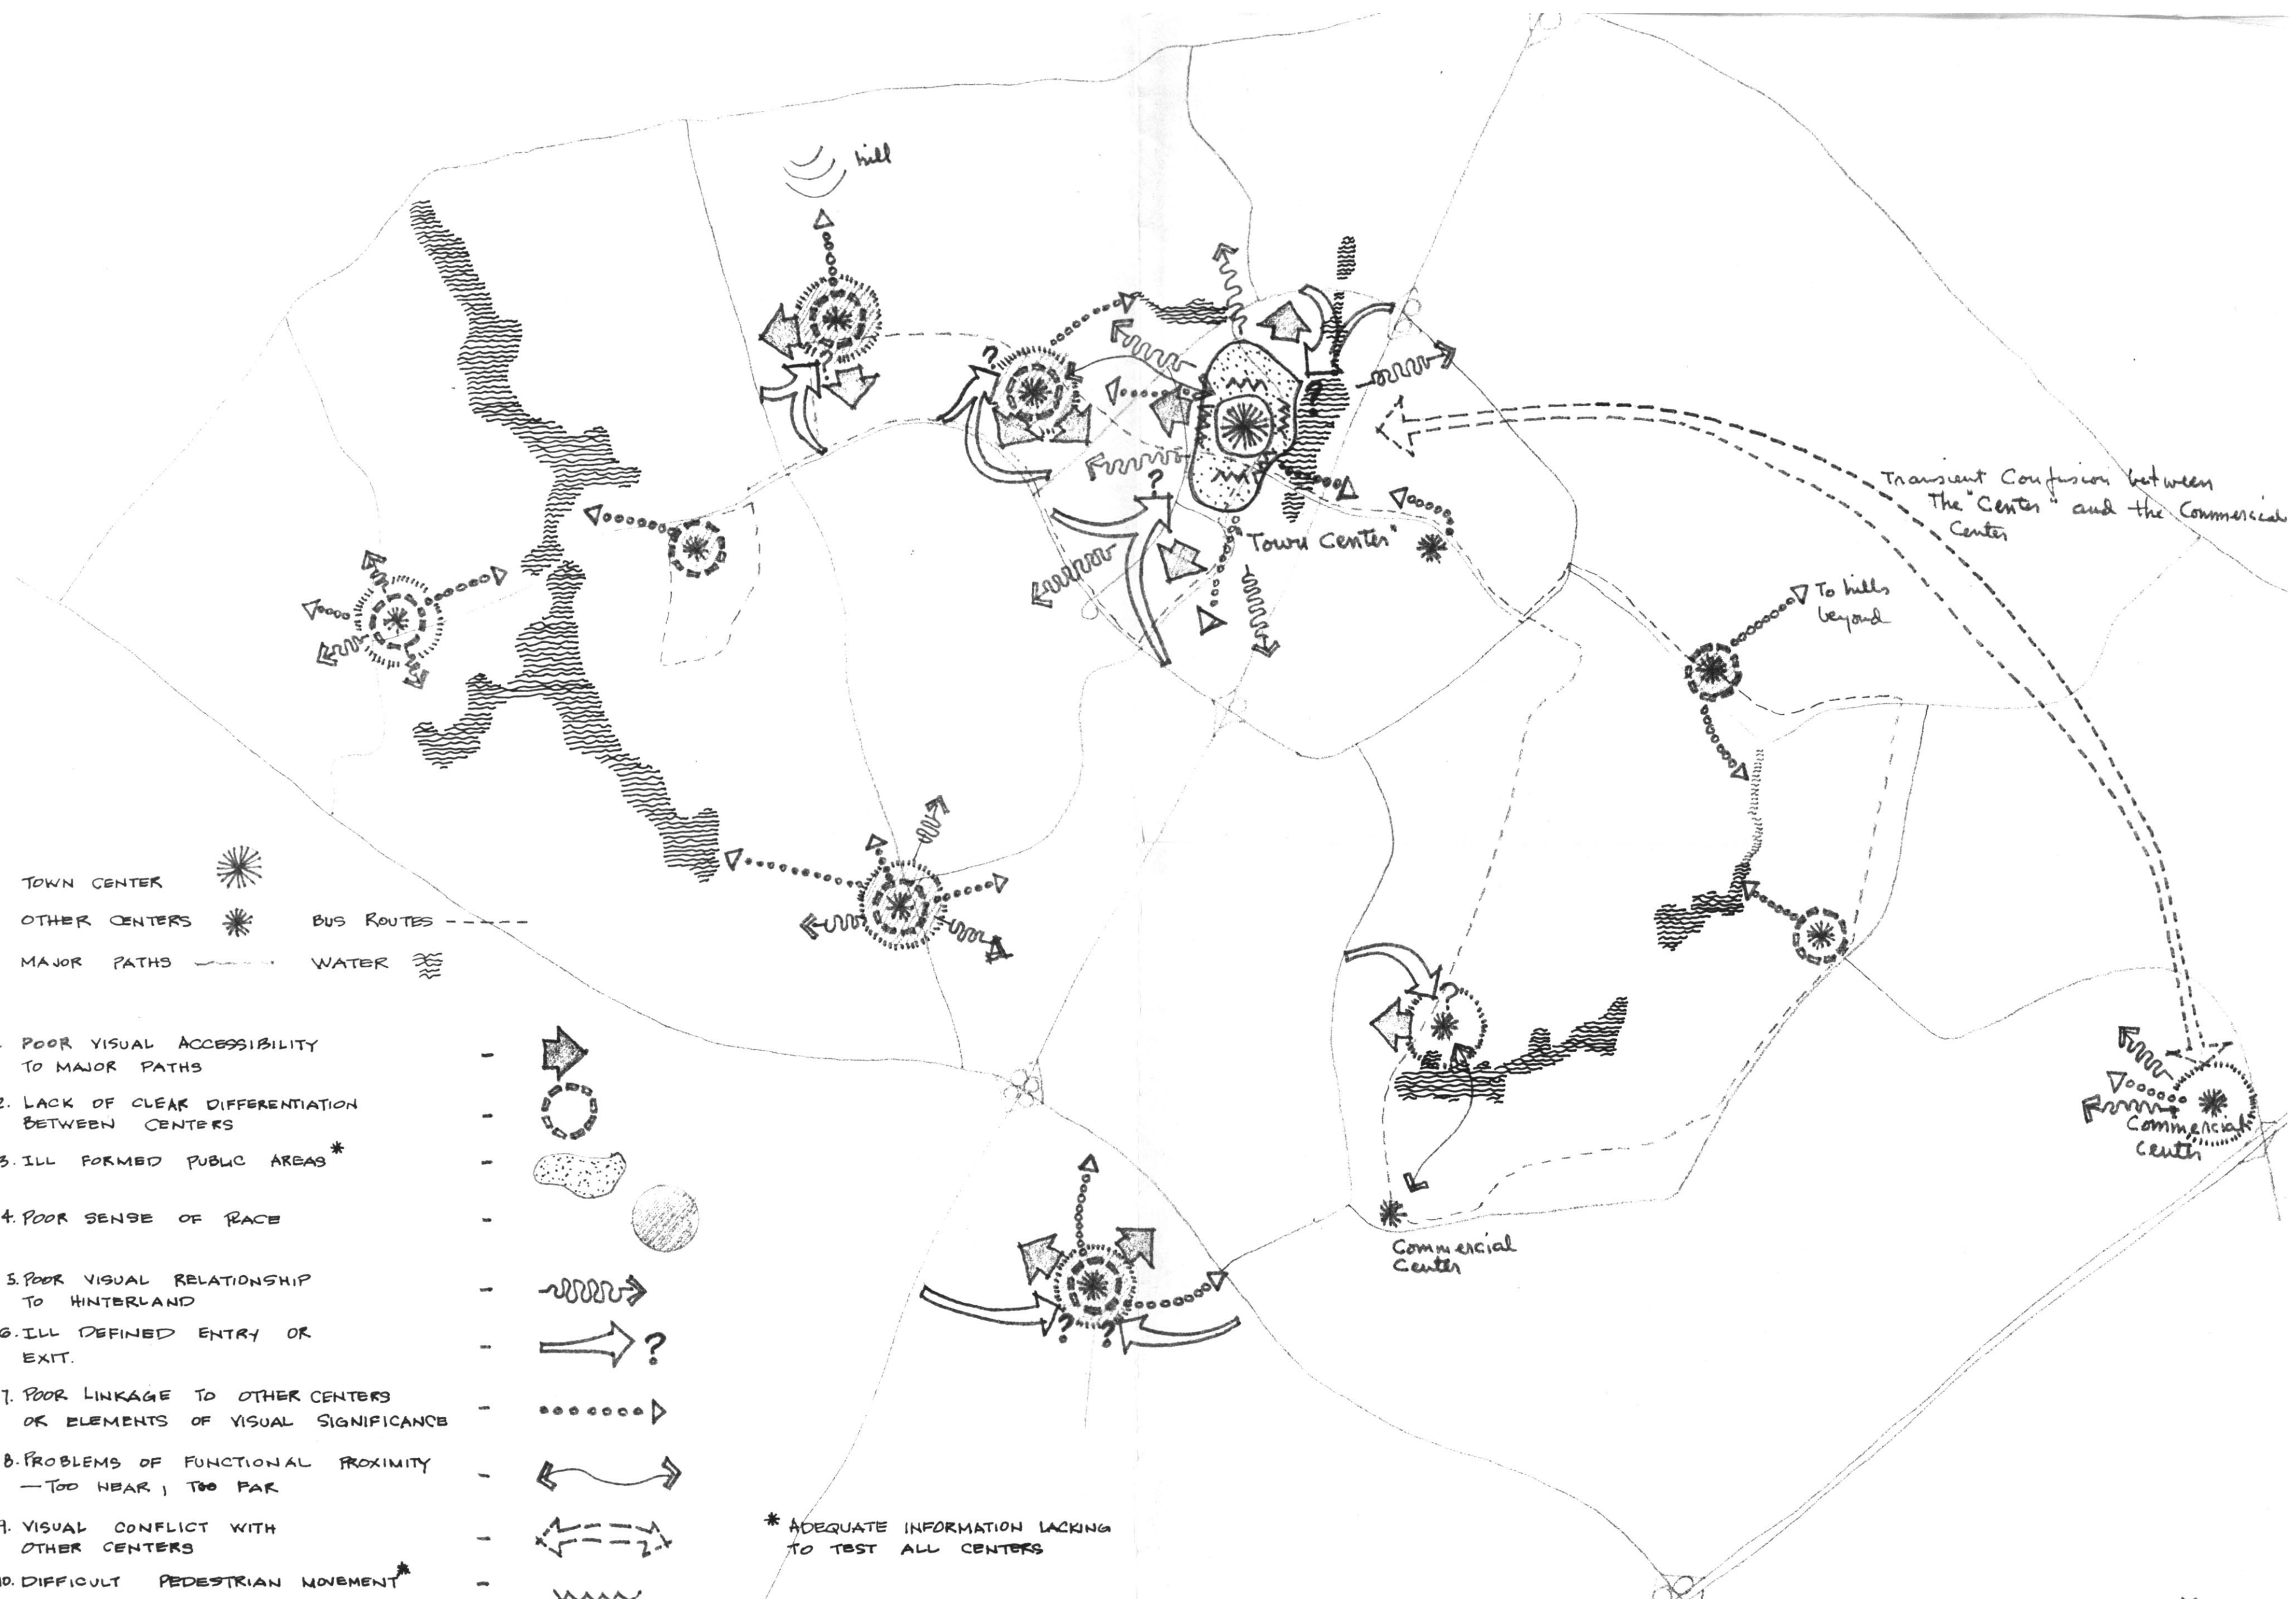 hill
Transient Confusion between
The "Center" and the Commercial
Center
"Town Center"
To hills
beyond
TOWN CENTER
OTHER CENTERS
BUS ROUTES
MAJOR PATHS
WATER
POOR VISUAL ACCESSIBILITY
TO MAJOR PATHS
2. LACK OF CLEAR DIFFERENTIATION
BETWEEN CENTERS
3. ILL FORMED PUBLIC AREAS*
4. POOR SENSE OF PLACE
5. POOR VISUAL RELATIONSHIP
TO HINTERLAND
6. ILL DEFINED ENTRY OR
EXIT.
?
7. POOR LINKAGE TO OTHER CENTERS
OR ELEMENTS OF VISUAL SIGNIFICANCE
8. PROBLEMS OF FUNCTIONAL PROXIMITY
— TOO NEAR, TOO FAR
9. VISUAL CONFLICT WITH
OTHER CENTERS
10. DIFFICULT PEDESTRIAN MOVEMENT*
* ADEQUATE INFORMATION LACKING
TO TEST ALL CENTERS
Commercial
Center
Commercial
Center